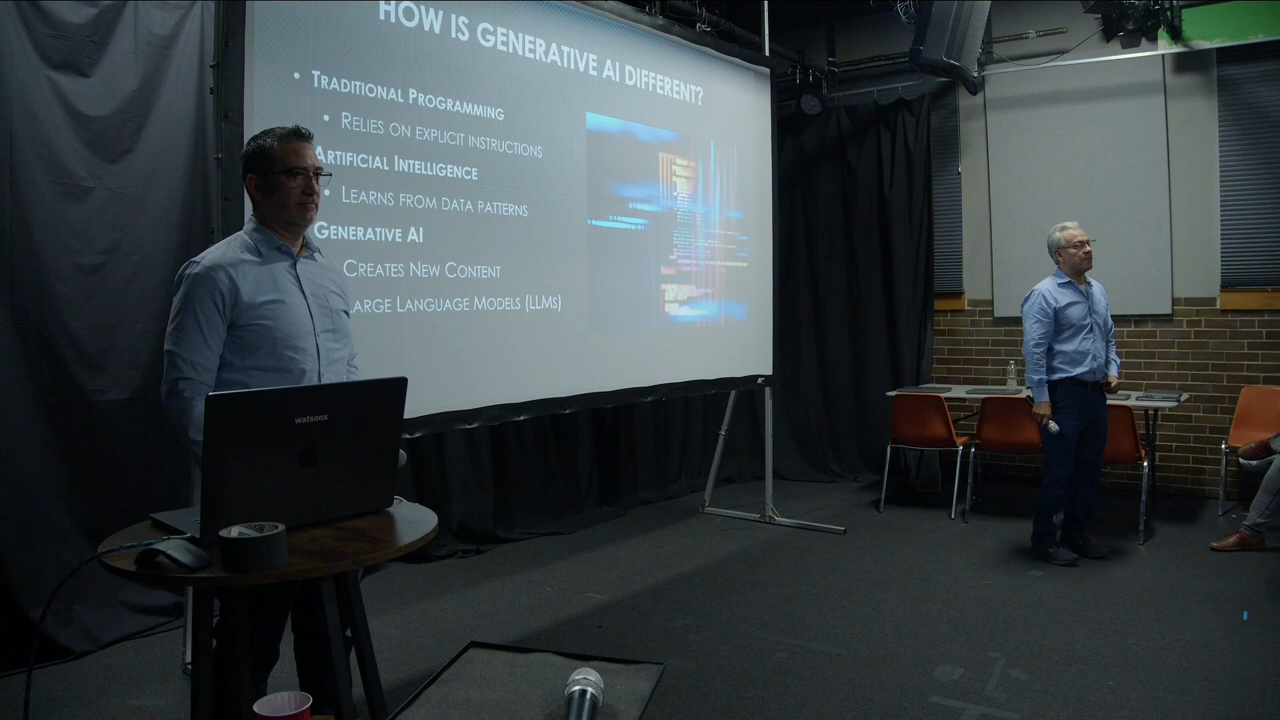 HOW IS GENERATIVE AI DIFFERENT?
• TRADITIONAL PROGRAMMING
• RELIES ON EXPLICIT INSTRUCTIONS
ARTIFICIAL INTELLIGENCE
• LEARNS FROM DATA PATTERNS
GENERATIVE AI
CREATES NEW CONTENT
LARGE LANGUAGE MODELS (LLMs)
watsonx